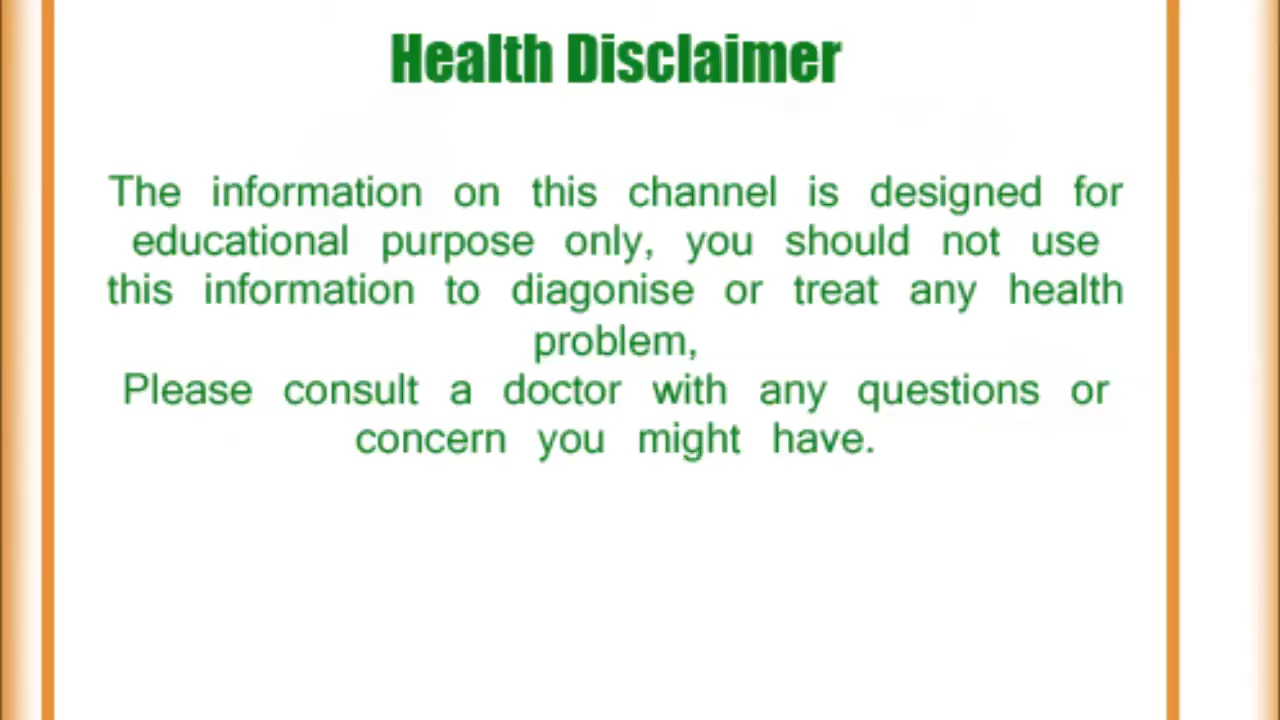 Health Disclaimer
The information on this channel is designed for
educational purpose only, you should not use
this information to diagonise or treat any health
problem,
Please consult a doctor with any questions or
concern you might have.